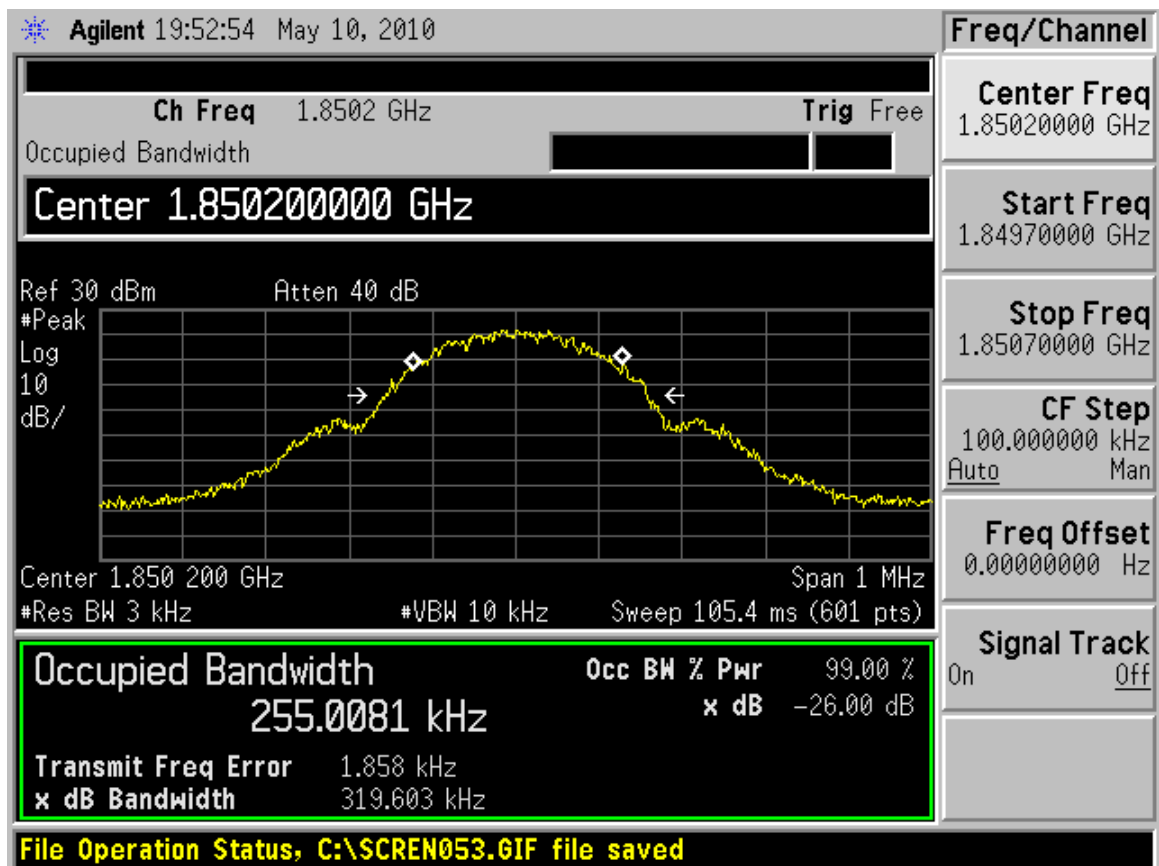 Agilent 19:52:54 May 10, 2010
Freq/Channel
Ch Freq 1.8502 GHz Trig Free
Occupied Bandwidth
Center 1.850200000 GHz
Ref 30 dBm Atten 40 dB
#Peak
Log
10
dB/
Center 1.850 200 GHz Span 1 MHz
#Res BW 3 kHz #VBW 10 kHz Sweep 105.4 ms (601 pts)
Occupied Bandwidth Occ BW % Pwr 99.00 %
255.0081 kHz x dB -26.00 dB
Transmit Freq Error 1.858 kHz
x dB Bandwidth 319.603 kHz
Center Freq
1.85020000 GHz
Start Freq
1.84970000 GHz
Stop Freq
1.85070000 GHz
CF Step
100.000000 kHz
Auto Man
Freq Offset
0.00000000 Hz
Signal Track
On Off
File Operation Status, C:\SCREN053.GIF file saved